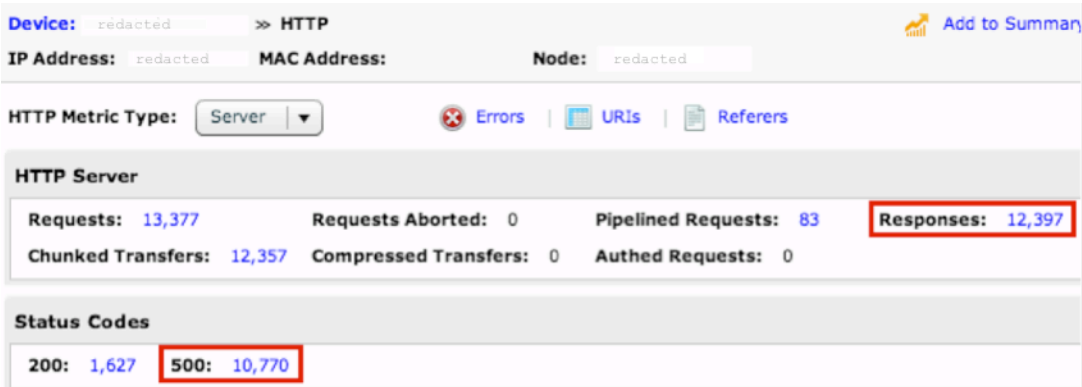 Device: redacted >> HTTP Add to Summary
IP Address: redacted MAC Address: Node: redacted
HTTP Metric Type: Server Errors | URIs | Referers
HTTP Server
Requests: 13,377 Requests Aborted: 0 Pipelined Requests: 83 Responses: 12,397
Chunked Transfers: 12,357 Compressed Transfers: 0 Authed Requests: 0
Status Codes
200: 1,627 500: 10,770